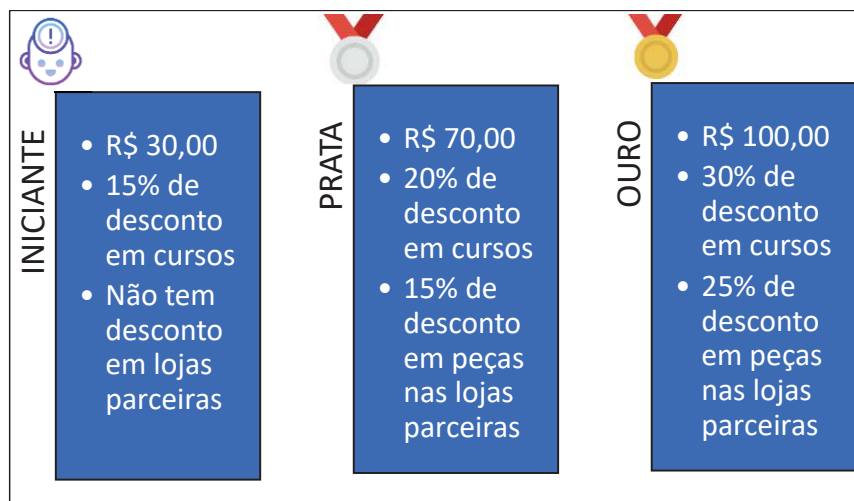 INICIANTE
• R$ 30,00
• 15% de
desconto
em cursos
• Não tem
desconto
em lojas
parceiras
PRATA
• R$ 70,00
• 20% de
desconto
em cursos
• 15% de
desconto
em peças
nas lojas
parceiras
OURO
• R$ 100,00
• 30% de
desconto
em cursos
• 25% de
desconto
em peças
nas lojas
parceiras